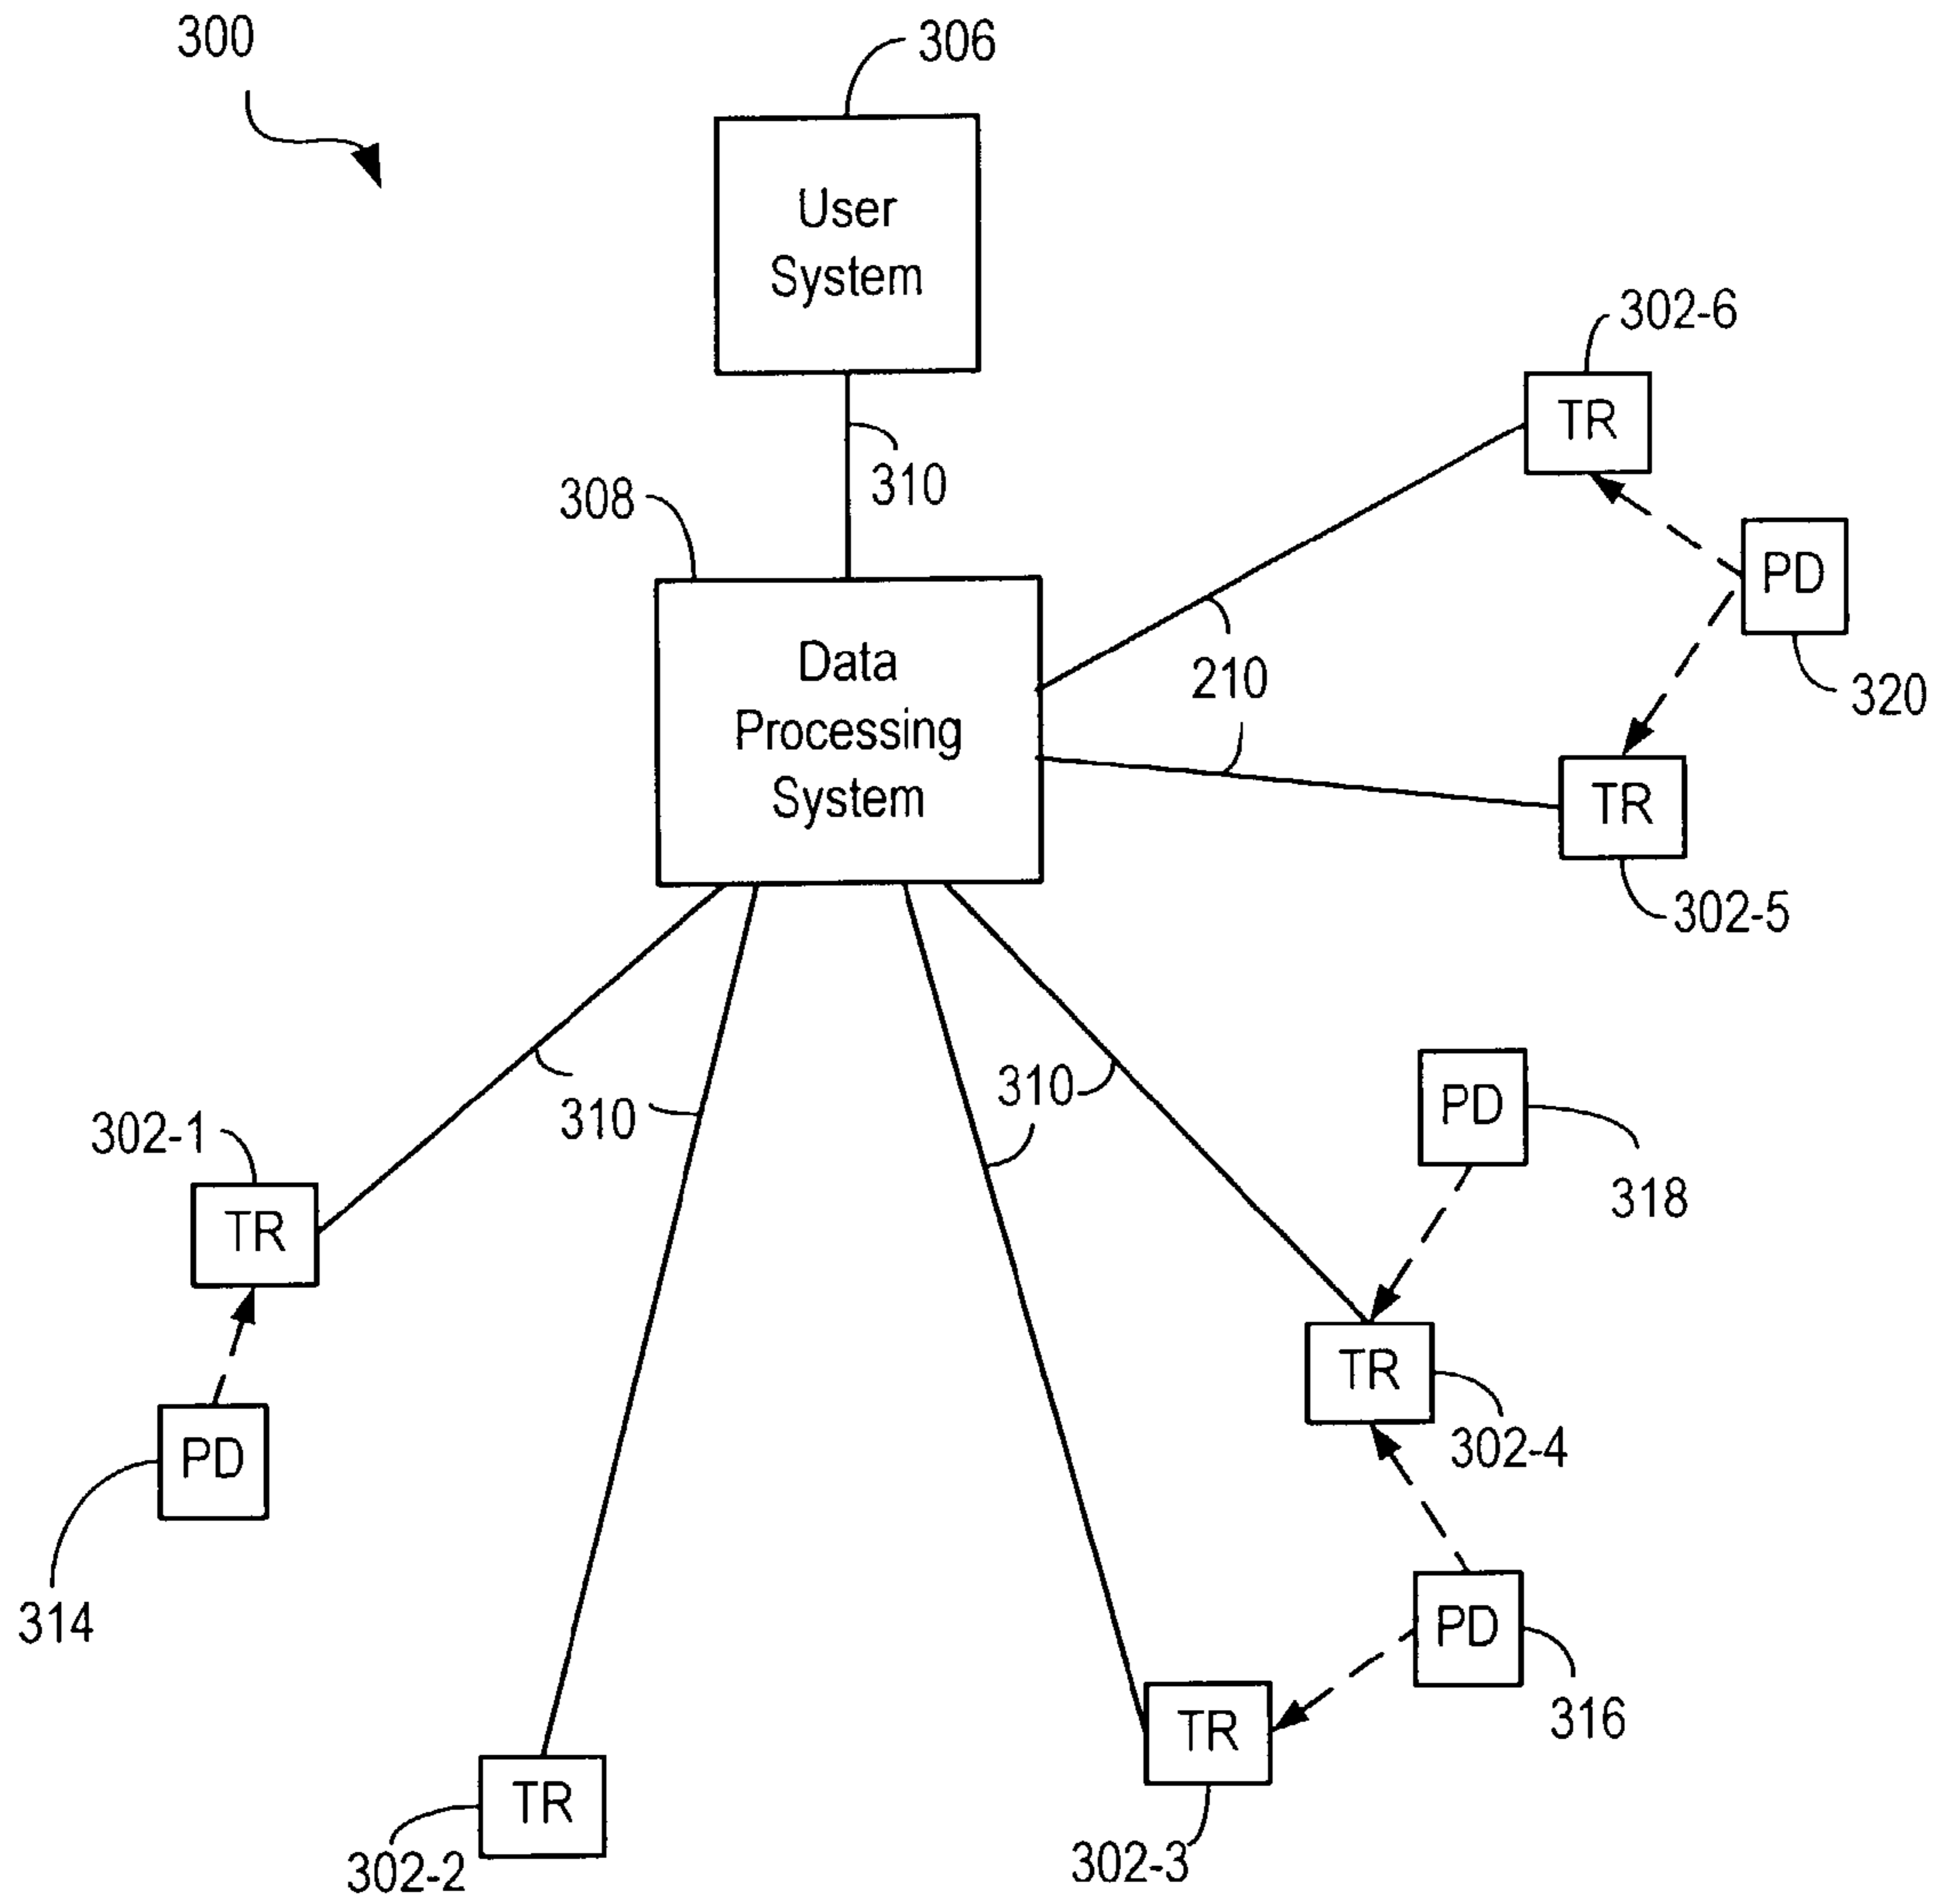 300
306
User
System
302-6
TR
310
308
PD
Data
Processing
System
210
320
TR
302-5
310
310
PD
302-1
318
TR
TR
302-4
PD
PD
314
316
TR
TR
302-3
302-2